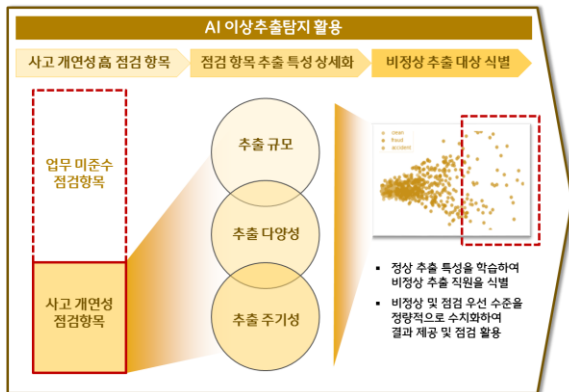 AI 이상추출탐지 활용
사고 개연성 高 점검 항목
점검 항목 추출 특성 상세화
비정상 추출 대상 식별
업무 미준수
점검항목
사고 개연성
점검항목
추출 규모
추출 다양성
추출 주기성
clean
fraud
accident
▪ 정상 추출 특성을 학습하여
비정상 추출 직원을 식별
▪ 비정상 및 점검 우선 수준을
정량적으로 수치화하여
결과 제공 및 점검 활용